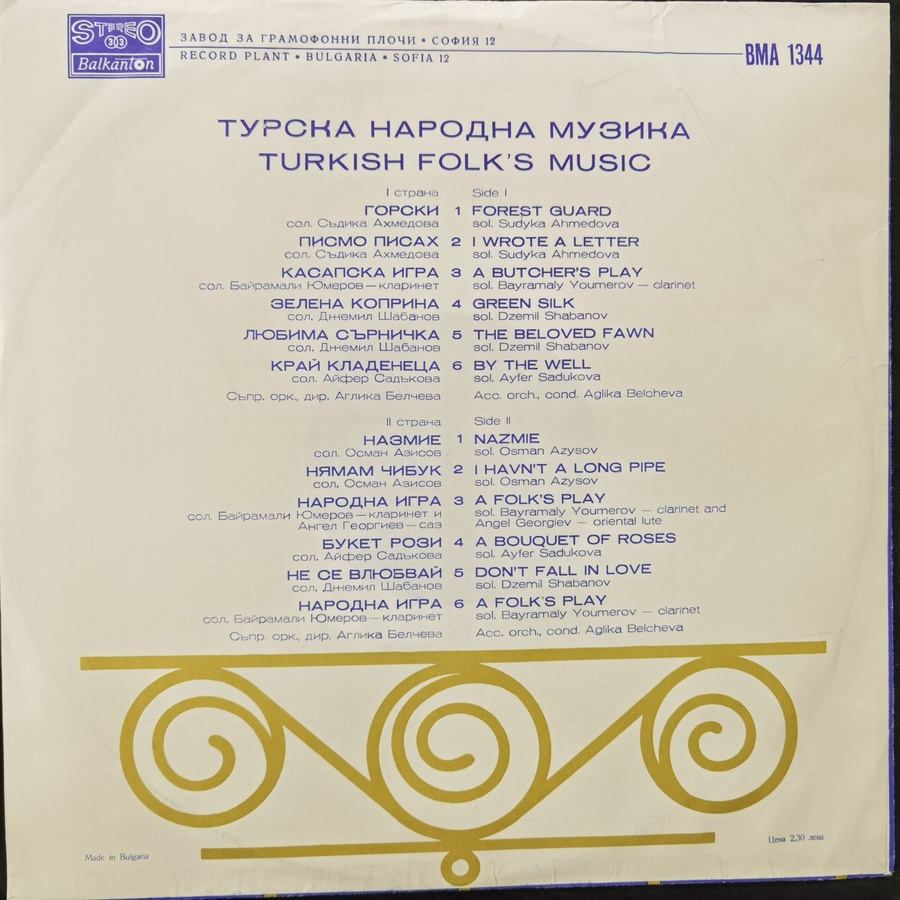 STEREO
303
Balkanton
ЗАВОД ЗА ГРАМОФОННИ ПЛОЧИ • СОФИЯ 12
RECORD PLANT • BULGARIA • SOFIA 12
ВМА 1344
ТУРСКА НАРОДНА МУЗИКА
TURKISH FOLK'S MUSIC
I страна Side I
ГОРСКИ 1 FOREST GUARD
сол. Съдика Ахмедова sol. Sudyka Ahmedova
ПИСМО ПИСАХ 2 I WROTE A LETTER
сол. Съдика Ахмедова sol. Sudyka Ahmedova
КАСАПСКА ИГРА 3 A BUTCHER'S PLAY
сол. Байрамали Юмеров — кларинет sol. Bayramaly Youmerov — clarinet
ЗЕЛЕНА КОПРИНА 4 GREEN SILK
сол. Джемил Шабанов sol. Dzemil Shabanov
ЛЮБИМА СЪРНИЧКА 5 THE BELOVED FAWN
сол. Джемил Шабанов sol. Dzemil Shabanov
КРАЙ КЛАДЕНЕЦА 6 BY THE WELL
сол. Айфер Садъкова sol. Ayfer Sadukova
Съпр. орк., дир. Аглика Белчева Acc. orch., cond. Aglika Belcheva
II страна Side II
НАЗМИЕ 1 NAZMIE
сол. Осман Азисов sol. Osman Azysov
НЯМАМ ЧИБУК 2 I HAVN'T A LONG PIPE
сол. Осман Азисов sol. Osman Azysov
НАРОДНА ИГРА 3 A FOLK'S PLAY
сол. Байрамали Юмеров — кларинет и sol. Bayramaly Youmerov — clarinet and
Ангел Георгиев — саз Angel Georgiev — oriental lute
БУКЕТ РОЗИ 4 A BOUQUET OF ROSES
сол. Айфер Садъкова sol. Ayfer Sadukova
НЕ СЕ ВЛЮБВАЙ 5 DON'T FALL IN LOVE
сол. Джемил Шабанов sol. Dzemil Shabanov
НАРОДНА ИГРА 6 A FOLK'S PLAY
сол. Байрамали Юмеров — кларинет sol. Bayramaly Youmerov — clarinet
Съпр. орк., дир. Аглика Белчева Acc. orch., cond. Aglika Belcheva
Made in Bulgaria
Цена 2,30 лева